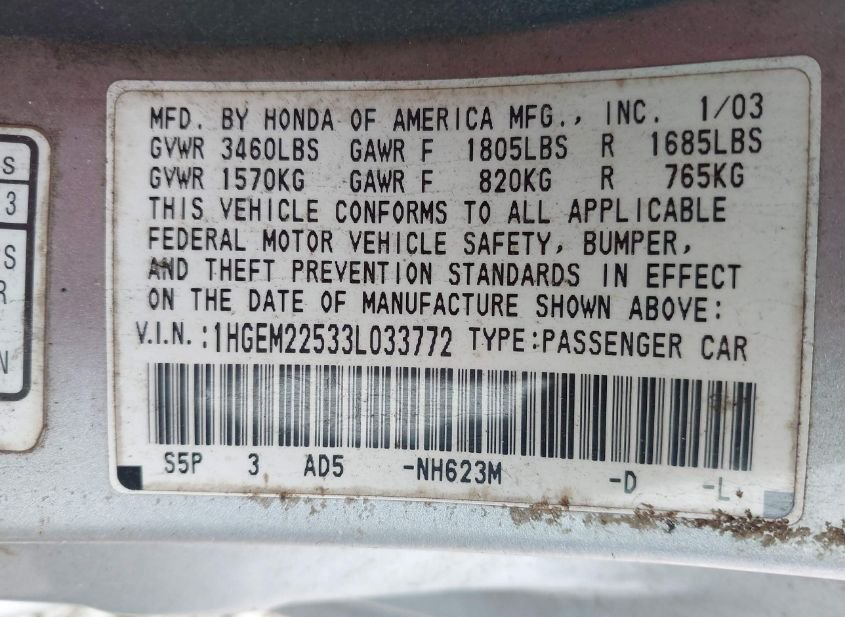 MFD. BY HONDA OF AMERICA MFG., INC. 1/03
GVWR 3460LBS GAWR F 1805LBS R 1685LBS
GVWR 1570KG GAWR F 820KG R 765KG
THIS VEHICLE CONFORMS TO ALL APPLICABLE
FEDERAL MOTOR VEHICLE SAFETY, BUMPER,
AND THEFT PREVENTION STANDARDS IN EFFECT
ON THE DATE OF MANUFACTURE SHOWN ABOVE:
V.I.N.:1HGEM22533L033772 TYPE:PASSENGER CAR
S5P 3 AD5 -NH623M -D -L
S
3
S
R
N